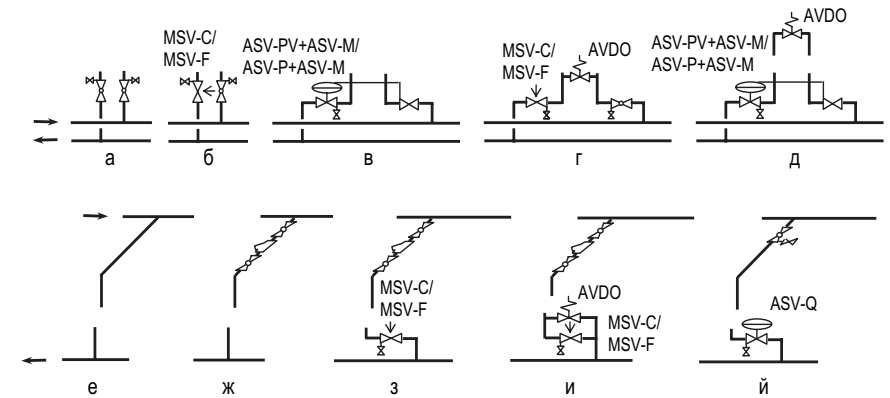 MSV-C/
MSV-F
ASV-PV+ASV-M/
ASV-P+ASV-M
MSV-C/
MSV-F
AVDO
ASV-PV+ASV-M/
ASV-P+ASV-M
AVDO
а
б
в
г
д
MSV-C/
MSV-F
AVDO
MSV-C/
MSV-F
ASV-Q
е
ж
з
и
й